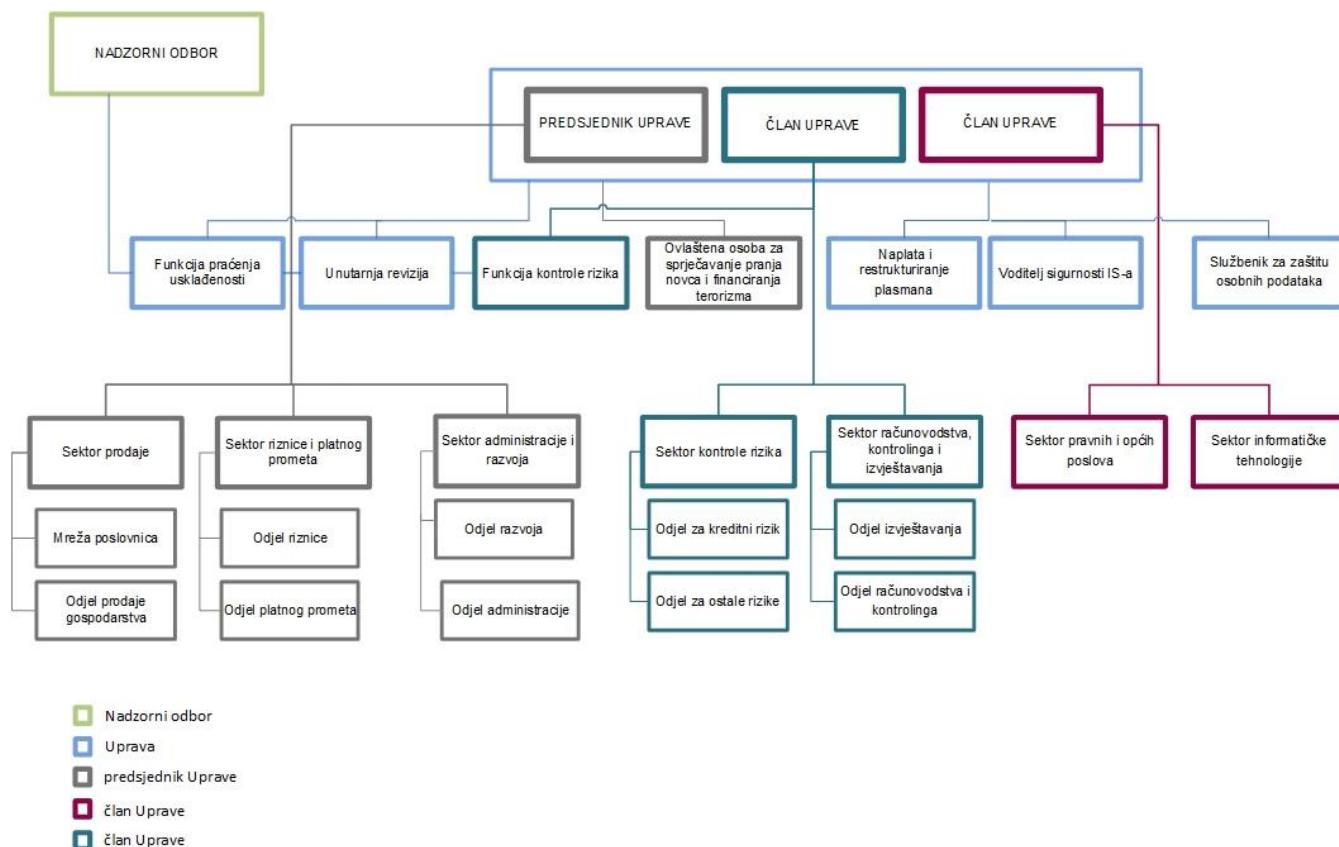 NADZORNI ODBOR
PREDSJEDNIK UPRAVE
ČLAN UPRAVE
ČLAN UPRAVE
Funkcija praćenja
usklađenosti
Unutarnja revizija
Funkcija kontrole rizika
Ovlaštena osoba za
sprječavanje pranja
novca i financiranja
terorizma
Naplata i
restrukturiranje
plasmana
Voditelj sigurnosti IS-a
Službenik za zaštitu
osobnih podataka
Sektor prodaje
Sektor riznice i platnog
prometa
Sektor administracije i
razvoja
Sektor kontrole rizika
Sektor računovodstva,
kontrolinga i
izvještavanja
Sektor pravnih i općih
poslova
Sektor informatičke
tehnologije
Mreža poslovnica
Odjel riznice
Odjel razvoja
Odjel za kreditni rizik
Odjel izvještavanja
Odjel prodaje
gospodarstva
Odjel platnog prometa
Odjel administracije
Odjel za ostale rizike
Odjel računovodstva i
kontrolinga
Nadzorni odbor
Uprava
predsjednik Uprave
član Uprave
član Uprave